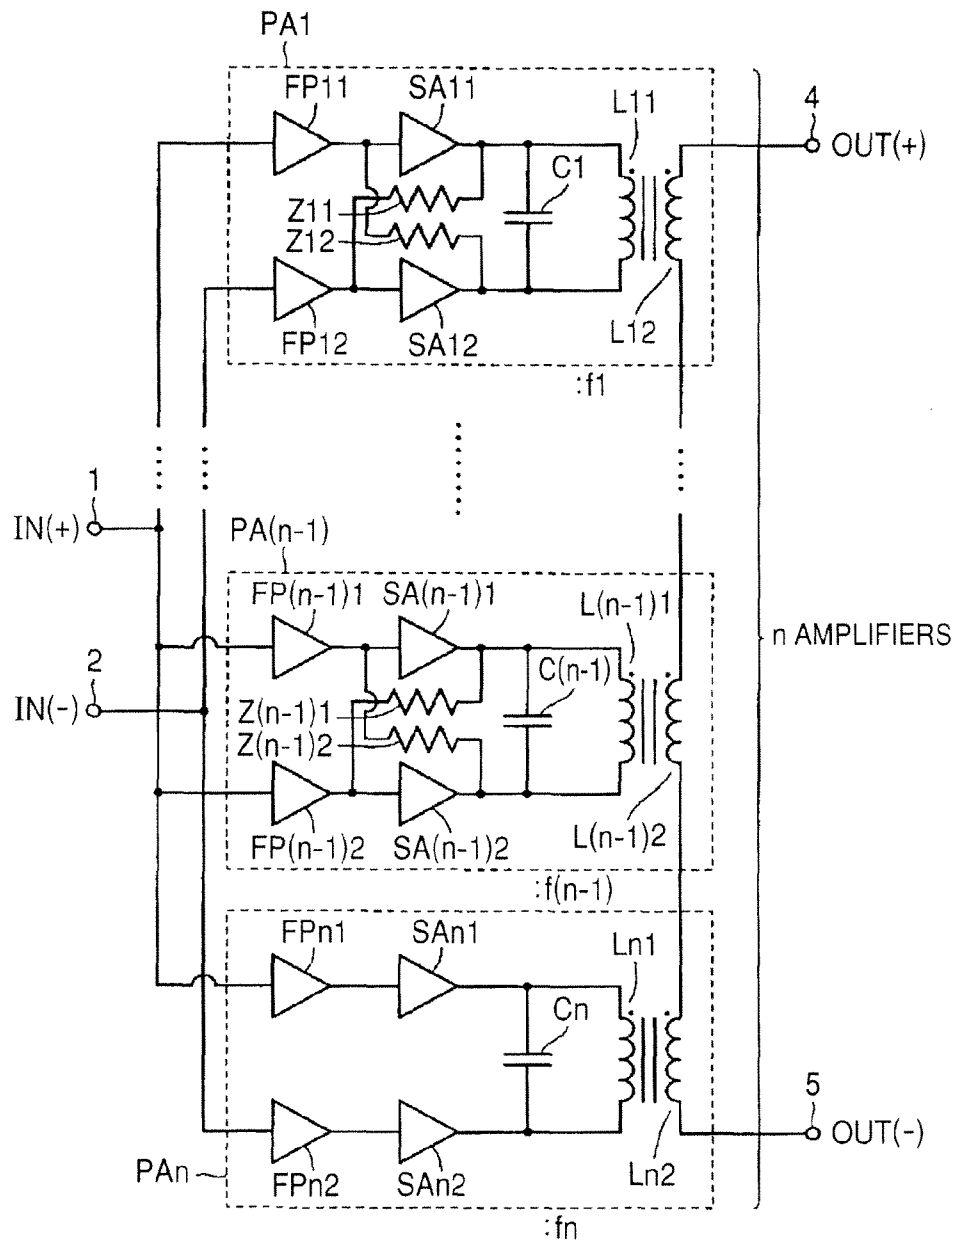 PA1
FP11
SA11
L11
4
OUT(+)
C1
Z11
Z12
FP12
SA12
L12
:f1
1
IN(+)
PA(n-1)
FP(n-1)1
SA(n-1)1
L(n-1)1
n AMPLIFIERS
2
IN(-)
C(n-1)
Z(n-1)1
Z(n-1)2
FP(n-1)2
SA(n-1)2
L(n-1)2
:f(n-1)
FPn1
SAn1
Ln1
Cn
5
OUT(-)
PAn
FPn2
SAn2
Ln2
:fn